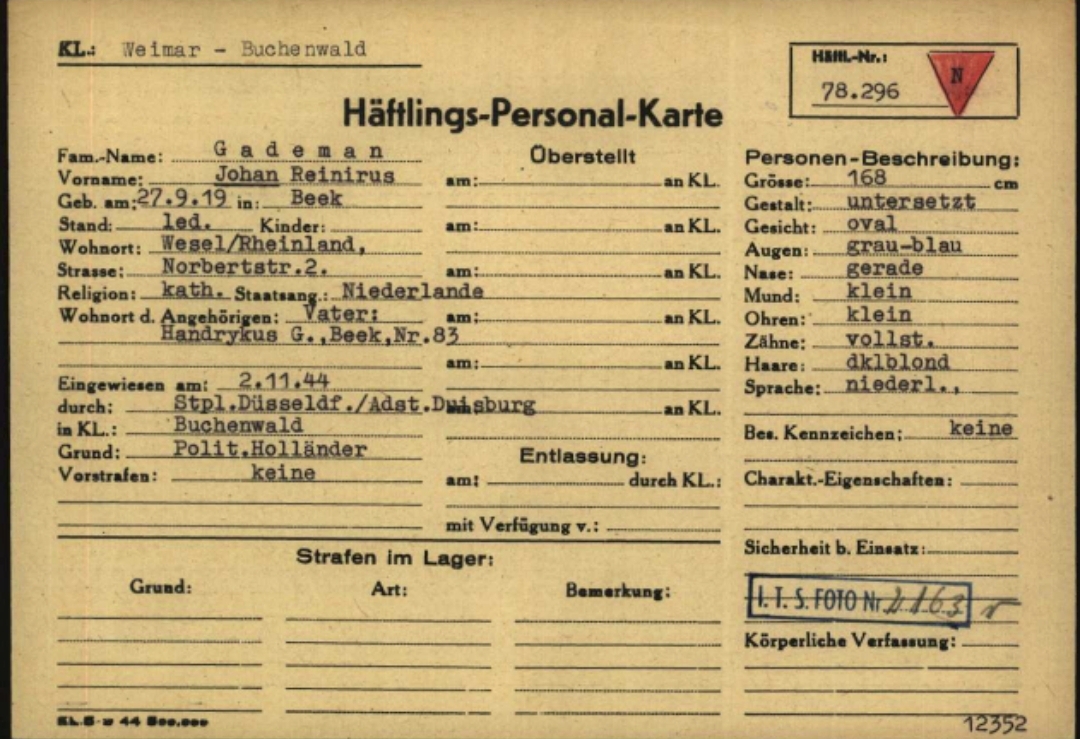 KL.: Weimar - Buchenwald
Häftl.-Nr.:
78.296
N
Häftlings-Personal-Karte
Fam.-Name: Gademan
Vorname: Johan Reinirus
Geb. am: 27.9.19 in: Beek
Stand: led. Kinder:
Wohnort: Wesel/Rheinland,
Strasse: Norbertstr.2.
Religion: kath. Staatsang.: Niederlande
Wohnort d. Angehörigen: Vater:
Handrykus G.,Beek,Nr.83
Eingewiesen am: 2.11.44
durch: Stpl.Düsseldf./Adst.Duisburg
in KL.: Buchenwald
Grund: Polit.Holländer
Vorstrafen: keine
Überstellt
am: an KL.
am: an KL.
am: an KL.
am: an KL.
am: an KL.
an KL.
Entlassung:
am: durch KL.:
mit Verfügung v.:
Personen-Beschreibung:
Grösse: 168 cm
Gestalt: untersetzt
Gesicht: oval
Augen: grau-blau
Nase: gerade
Mund: klein
Ohren: klein
Zähne: vollst.
Haare: dklblond
Sprache: niederl.,
Bes. Kennzeichen: keine
Charakt.-Eigenschaften:
Sicherheit b. Einsatz:
I. T. S. FOTO Nr.
Körperliche Verfassung:
Strafen im Lager:
Grund: Art: Bemerkung:
12352